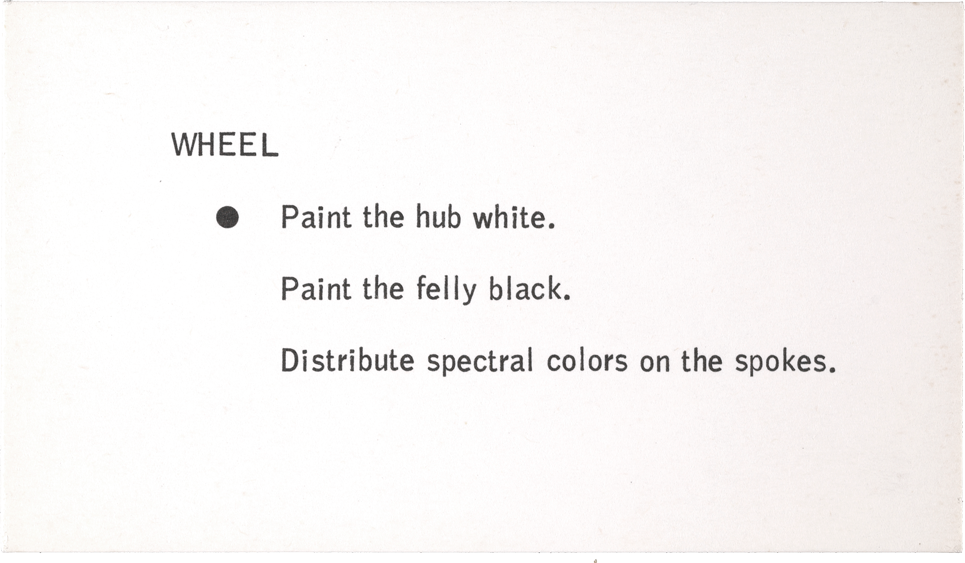 WHEEL
● Paint the hub white.
Paint the felly black.
Distribute spectral colors on the spokes.